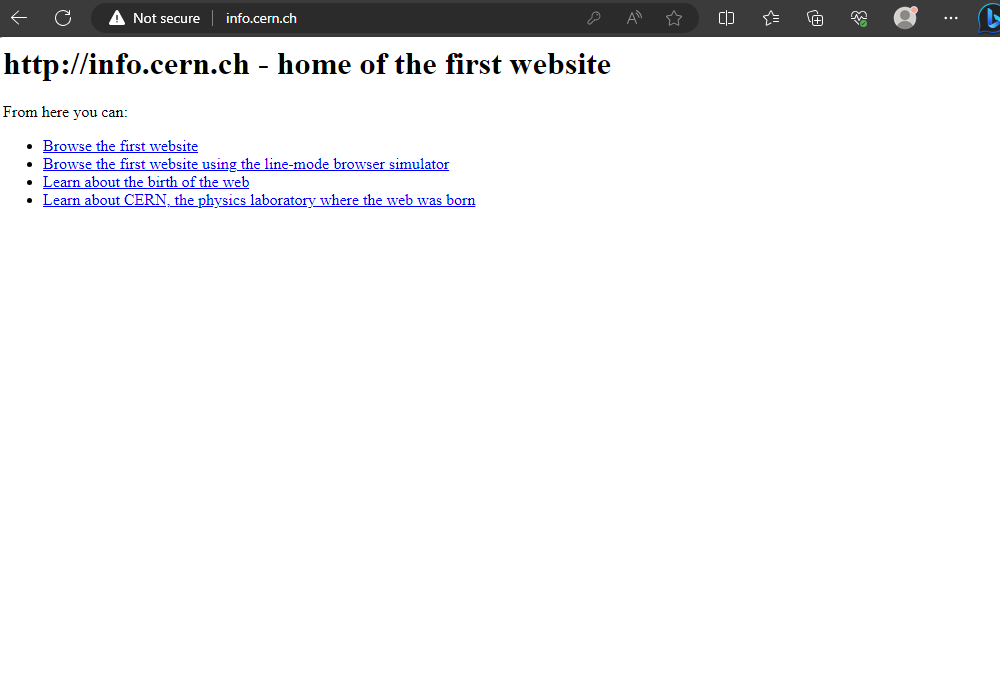 Not secure info.cern.ch
http://info.cern.ch - home of the first website
From here you can:
Browse the first website
Browse the first website using the line-mode browser simulator
Learn about the birth of the web
Learn about CERN, the physics laboratory where the web was born